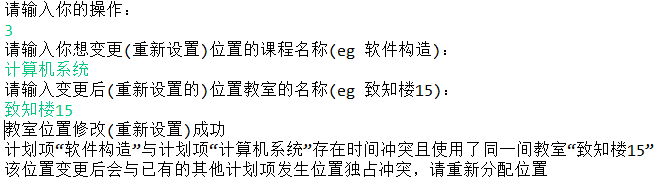 请输入你的操作：
3
请输入你想变更(重新设置)位置的课程名称(eg 软件构造)：
计算机系统
请输入变更后(重新设置的)位置教室的名称(eg 致知楼15)：
致知楼15
教室位置修改(重新设置)成功
计划项“软件构造”与计划项“计算机系统”存在时间冲突且使用了同一间教室“致知楼15”
该位置变更后会与已有的其他计划项发生位置独占冲突，请重新分配位置